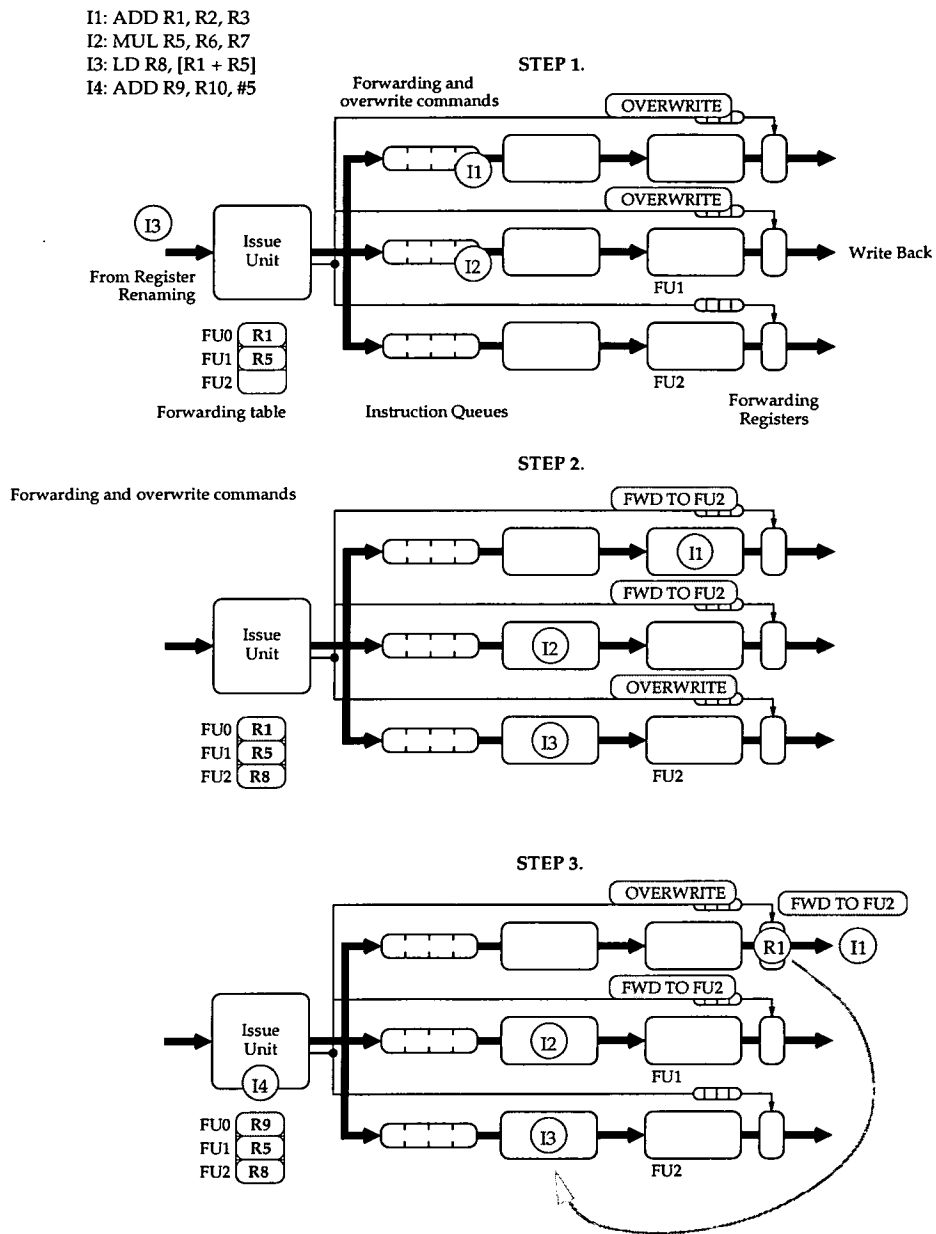 I1: ADD R1, R2, R3
I2: MUL R5, R6, R7
I3: LD R8, [R1 + R5]
I4: ADD R9, R10, #5
STEP 1.
Forwarding and
overwrite commands
OVERWRITE
I1
OVERWRITE
I3
Issue
Unit
I2
Write Back
From Register
Renaming
FU1
FU0 R1
FU1 R5
FU2
FU2
Forwarding table
Instruction Queues
Forwarding
Registers
STEP 2.
Forwarding and overwrite commands
FWD TO FU2
I1
FWD TO FU2
Issue
Unit
I2
OVERWRITE
FU0 R1
FU1 R5
FU2 R8
I3
FU2
STEP 3.
OVERWRITE
FWD TO FU2
R1
I1
FWD TO FU2
Issue
Unit
I2
I4
FU1
FU0 R9
FU1 R5
FU2 R8
I3
FU2